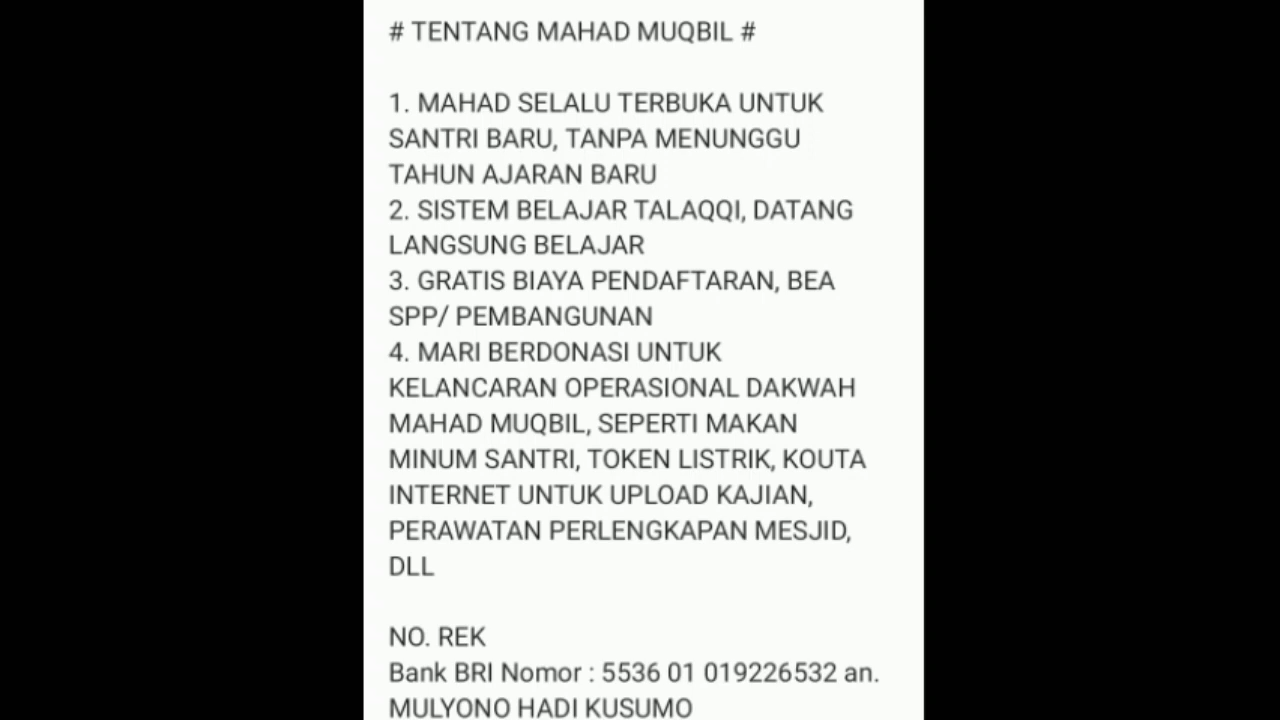 # TENTANG MAHAD MUQBIL #
1. MAHAD SELALU TERBUKA UNTUK
SANTRI BARU, TANPA MENUNGGU
TAHUN AJARAN BARU
2. SISTEM BELAJAR TALAQQI, DATANG
LANGSUNG BELAJAR
3. GRATIS BIAYA PENDAFTARAN, BEA
SPP/ PEMBANGUNAN
4. MARI BERDONASI UNTUK
KELANCARAN OPERASIONAL DAKWAH
MAHAD MUQBIL, SEPERTI MAKAN
MINUM SANTRI, TOKEN LISTRIK, KOUTA
INTERNET UNTUK UPLOAD KAJIAN,
PERAWATAN PERLENGKAPAN MESJID,
DLL
NO. REK
Bank BRI Nomor : 5536 01 019226532 an.
MULYONO HADI KUSUMO